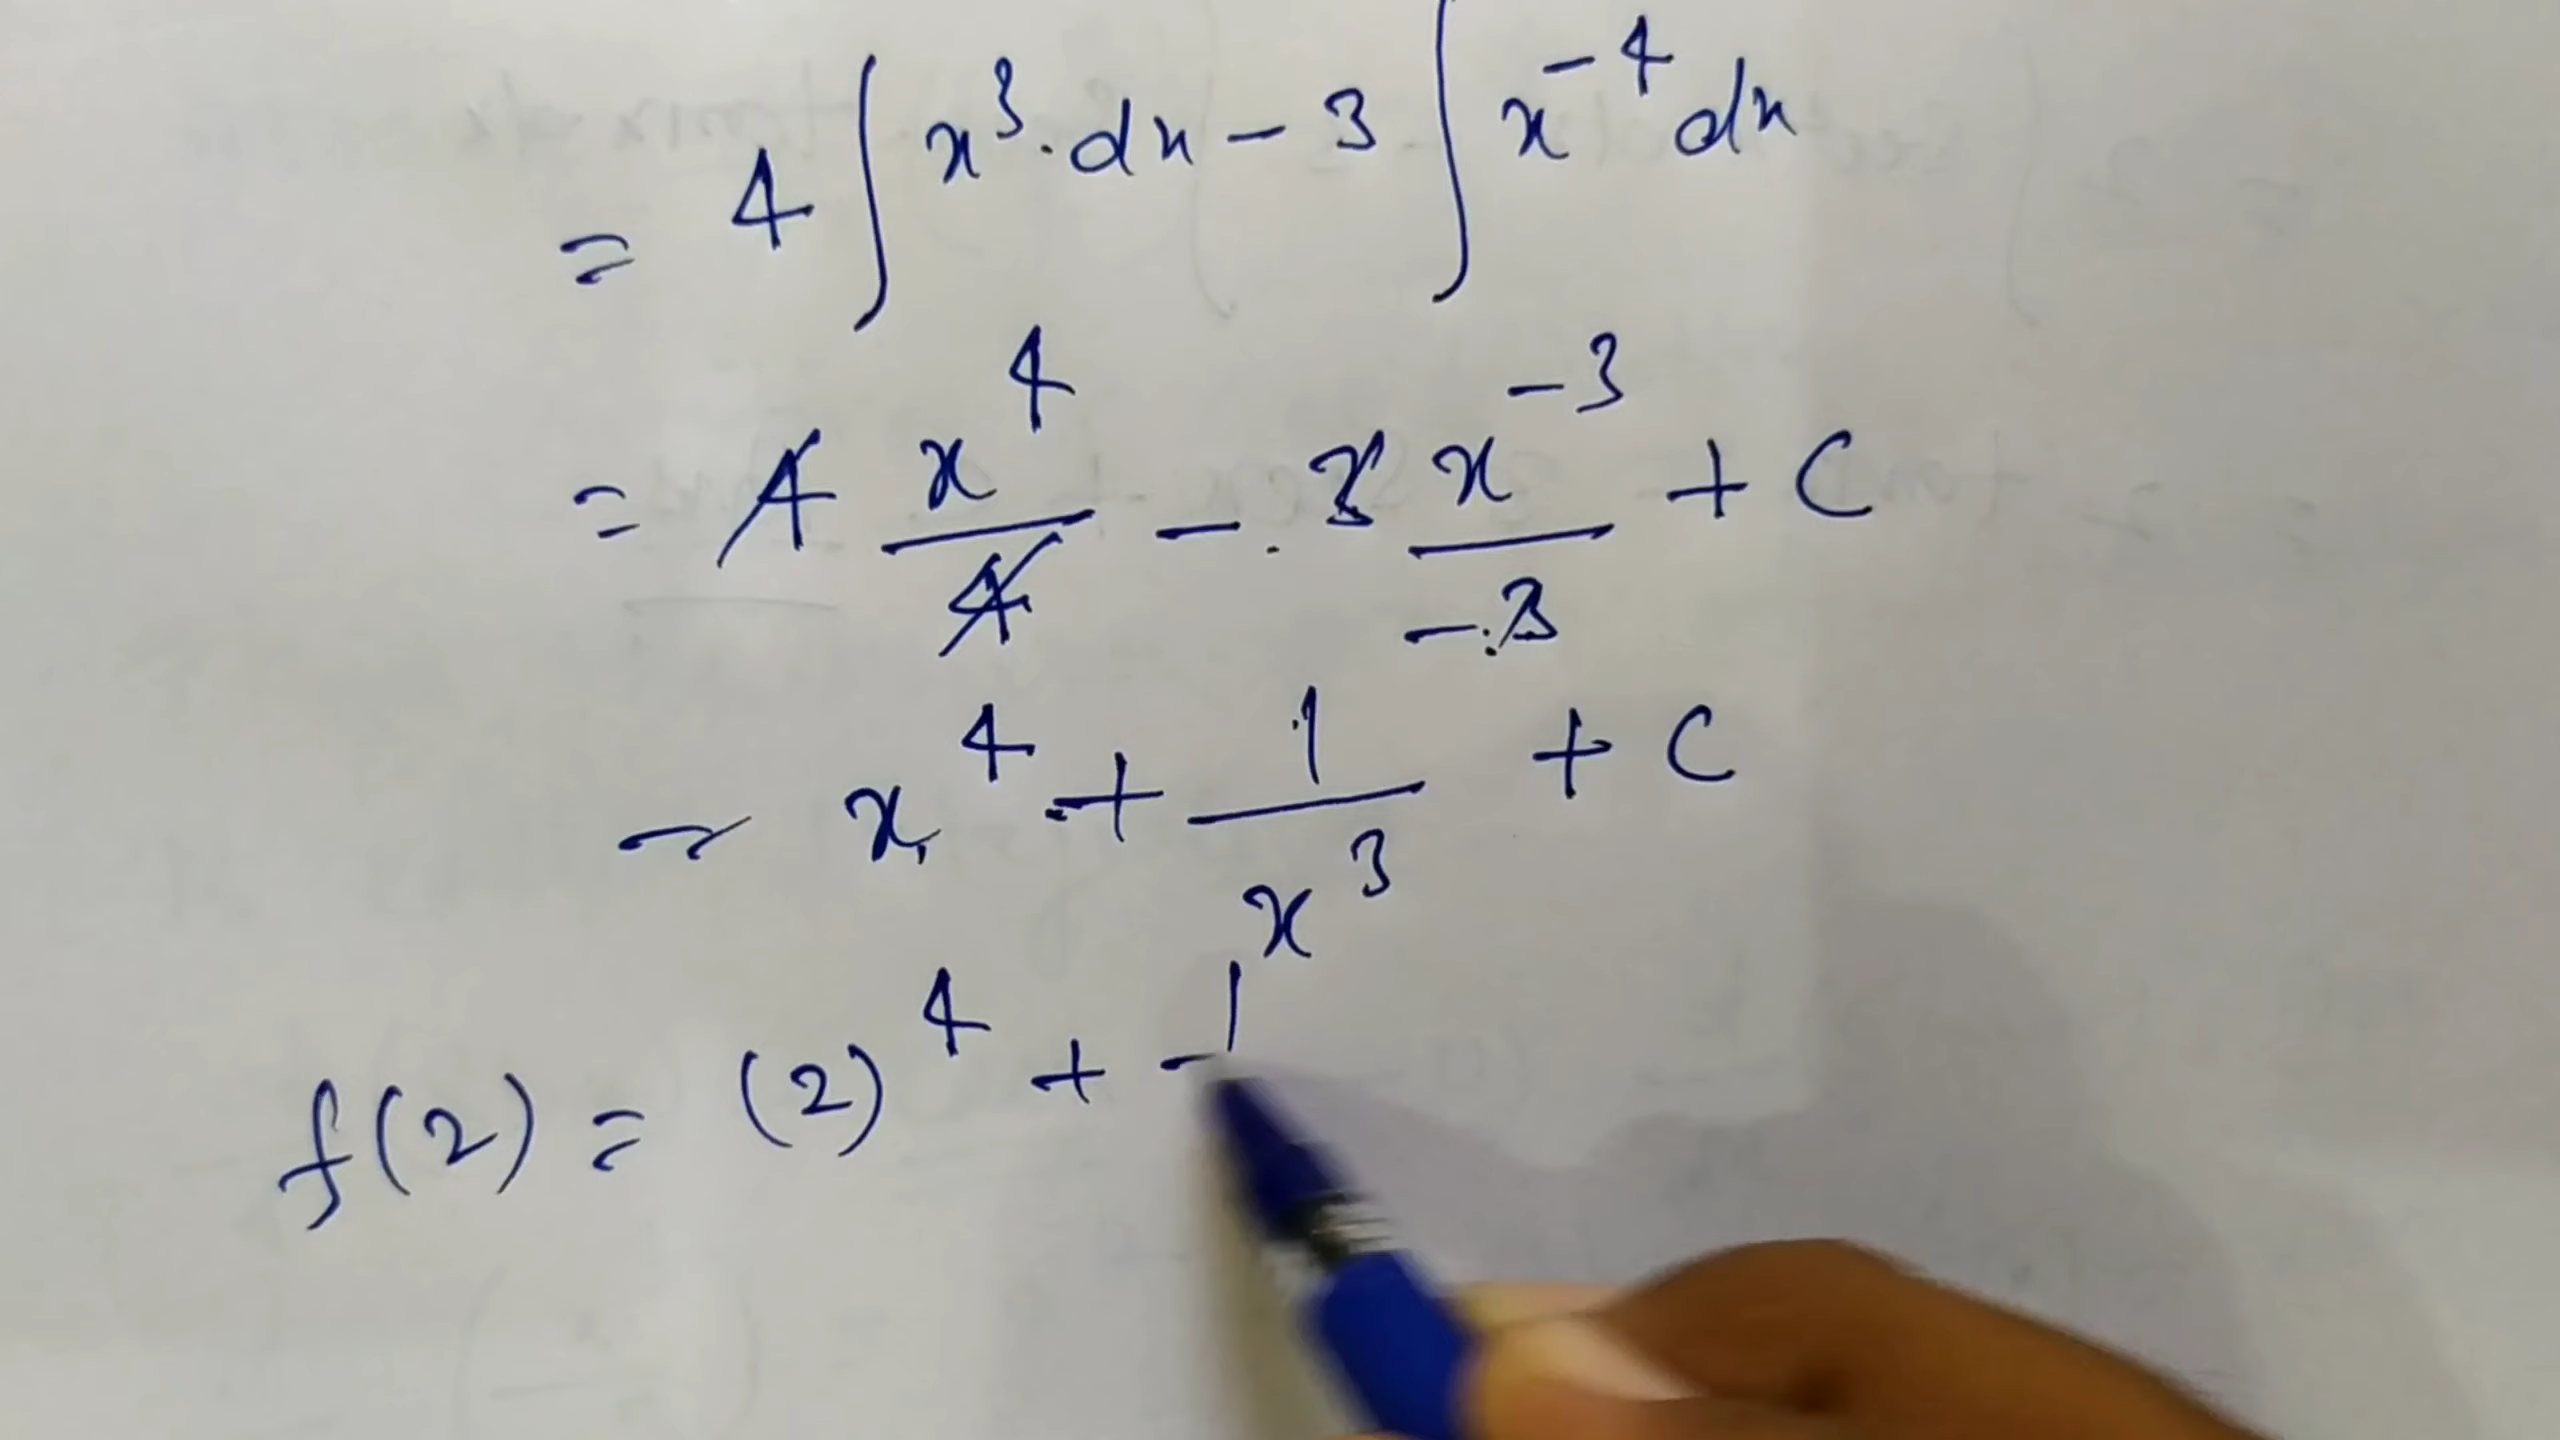 = 4 ∫ x³ · dx - 3 ∫ x⁻⁴ dx
= 4 x⁴/4 - 3 x⁻³/-3 + C
= x⁴ + 1/x³ + C
f(2) = (2)⁴ + 1